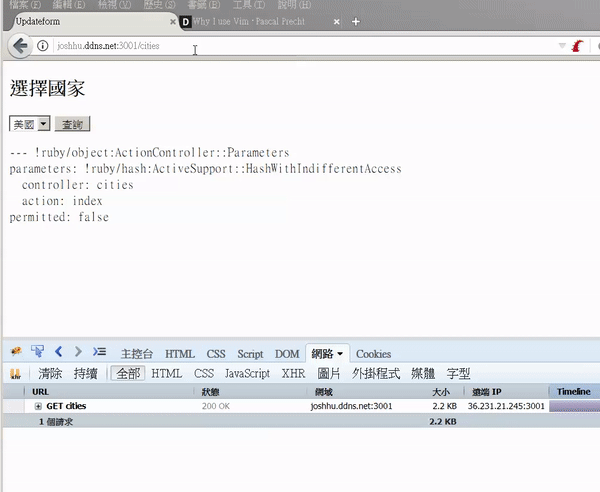 檔案(F) 編輯(E) 檢視(V) 歷史(S) 書籤(B) 工具(T) 說明(H)
Updateform × D Why I use Vim · Pascal Precht × +
joshhu.ddns.net:3001/cities
選擇國家
美國 查詢
--- !ruby/object:ActionController::Parameters
parameters: !ruby/hash:ActiveSupport::HashWithIndifferentAccess
controller: cities
action: index
permitted: false
主控台 HTML CSS Script DOM 網路 Cookies
清除 持續 全部 HTML CSS JavaScript XHR 圖片 外掛程式 媒體 字型
URL 狀態 網域 大小 遠端 IP Timeline
GET cities 200 OK joshhu.ddns.net:3001 2.2 KB 36.231.21.245:3001
1 個請求 2.2 KB